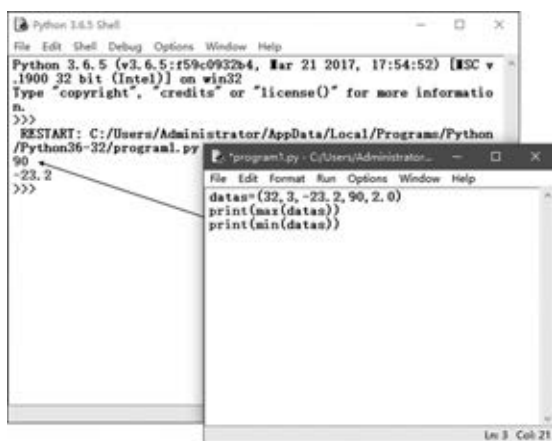 Python 3.6.5 Shell
File Edit Shell Debug Options Window Help
Python 3.6.5 (v3.6.5:f59c0932b4, Mar 21 2017, 17:54:52) [MSC v
.1900 32 bit (Intel)] on win32
Type "copyright", "credits" or "license()" for more informatio
n.
>>>
RESTART: C:/Users/Administrator/AppData/Local/Programs/Python
/Python36-32/program1.py
90
-23.2
>>>
*program1.py - C:/Users/Administrator...
File Edit Format Run Options Window Help
datas=(32,3,-23.2,90,2.0)
print(max(datas))
print(min(datas))
Ln: 3 Col: 21